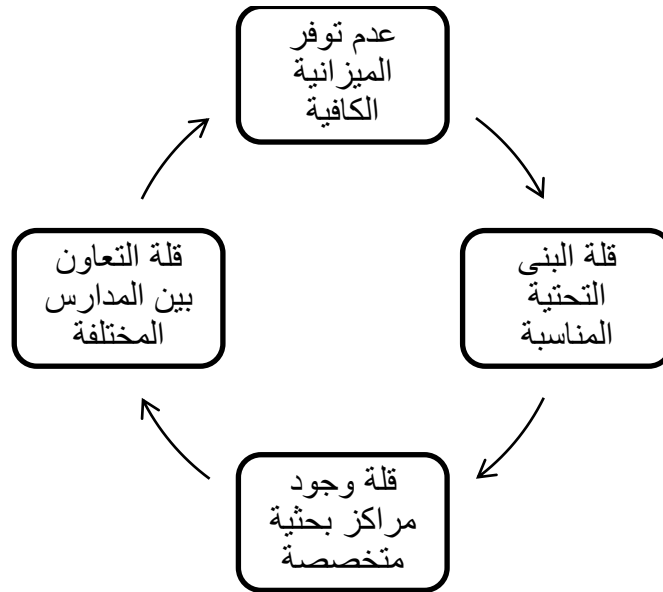 عدم توفر
الميزانية
الكافية
قلة البنى
التحتية
المناسبة
قلة وجود
مراكز بحثية
متخصصة
قلة التعاون
بين المدارس
المختلفة